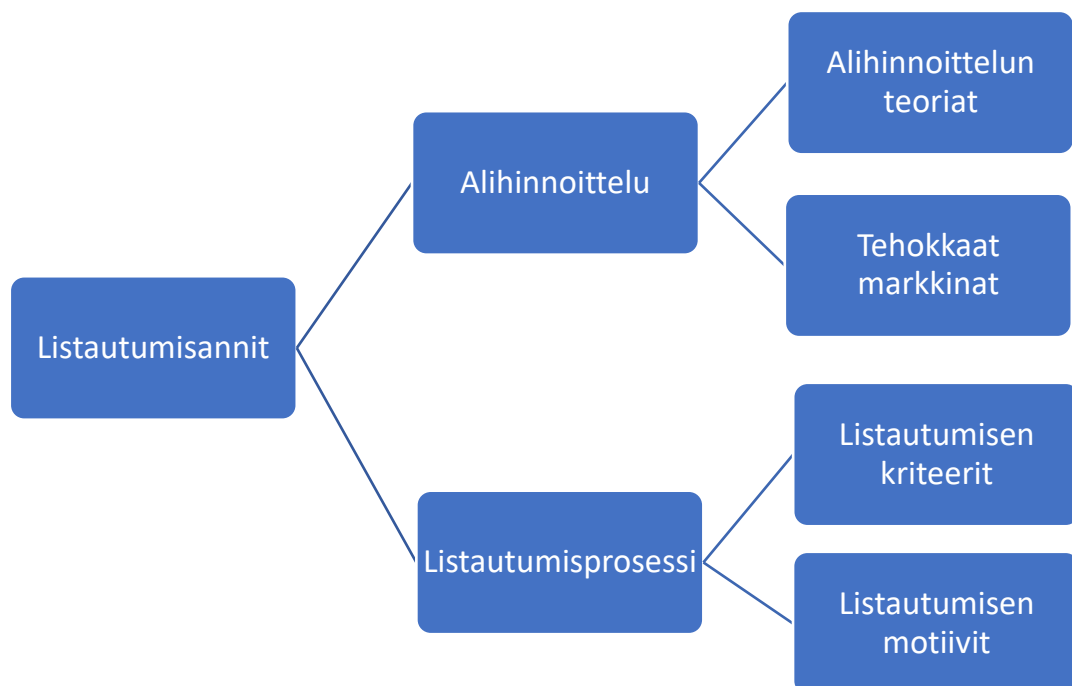 Listautumisannit
Alihinnoittelu
Alihinnoittelun
teoriat
Tehokkaat
markkinat
Listautumisprosessi
Listautumisen
kriteerit
Listautumisen
motiivit